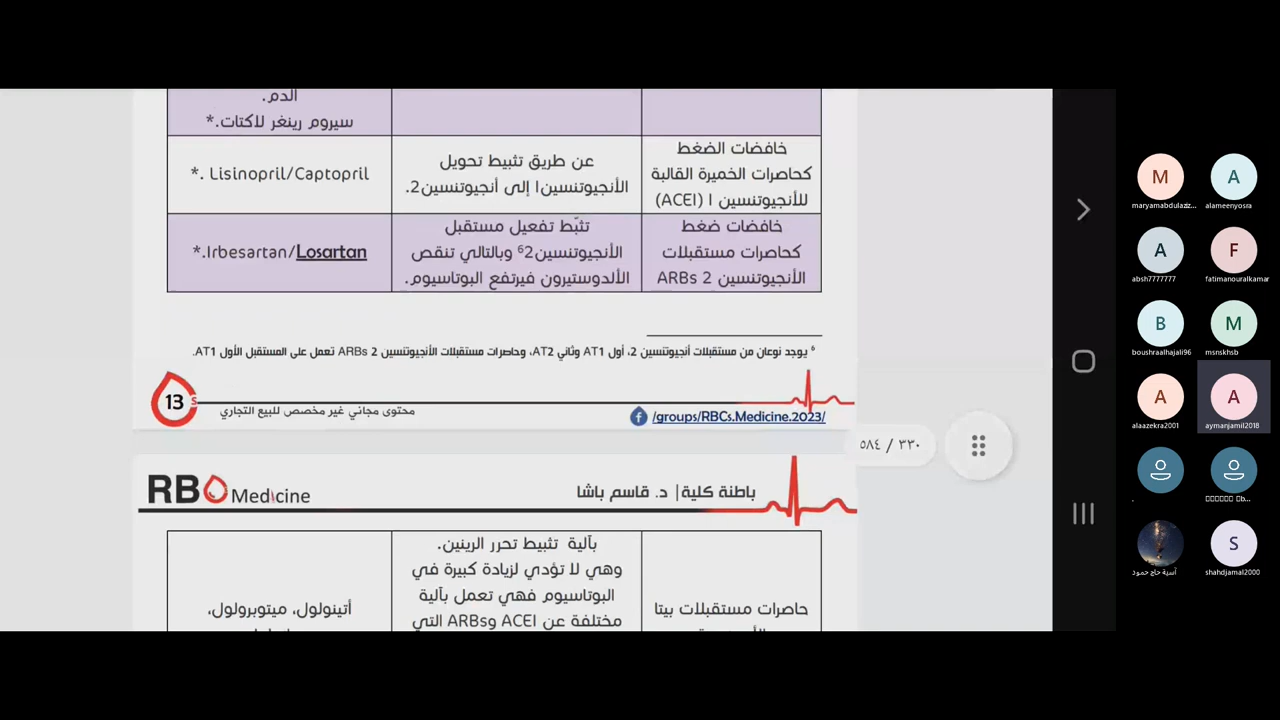 الدم.
سيروم رينغر لاكتات.*
خافضات الضغط
كحاصرات الخميرة القالبة
للأنجيوتنسين I (ACEI)
عن طريق تثبيط تحويل
الأنجيوتنسينI إلى أنجيوتنسين2.
Lisinopril/Captopril .*
خافضات ضغط
كحاصرات مستقبلات
الأنجيوتنسين 2 ARBs
تثبّط تفعيل مستقبل
الأنجيوتنسين2⁶ وبالتالي تنقص
الألدوستيرون فيرتفع البوتاسيوم.
Irbesartan/Losartan.*
⁶ يوجد نوعان من مستقبلات أنجيوتنسين 2، أول AT1 وثاني AT2، وحاصرات مستقبلات الأنجيوتنسين 2 ARBs تعمل على المستقبل الأول AT1.
13
محتوى مجاني غير مخصص للبيع التجاري
/groups/RBCs.Medicine.2023/
٣٣٠ / ٥٨٤
RB Medicine
باطنة كلية| د. قاسم باشا
حاصرات مستقبلات بيتا
بآلية تثبيط تحرر الرينين.
وهي لا تؤدي لزيادة كبيرة في
البوتاسيوم فهي تعمل بآلية
مختلفة عن ACEI وARBs التي
أتينولول، ميتوبرولول،
M
maryamabdulaziz...
A
alameenyosra
A
absh7777777
F
fatimanouralkamar
B
boushraalhajali96
M
msnskhsb
A
alaazekra2001
A
aymanjamil2018
آسية حاج حمود
S
shahdjamal2000